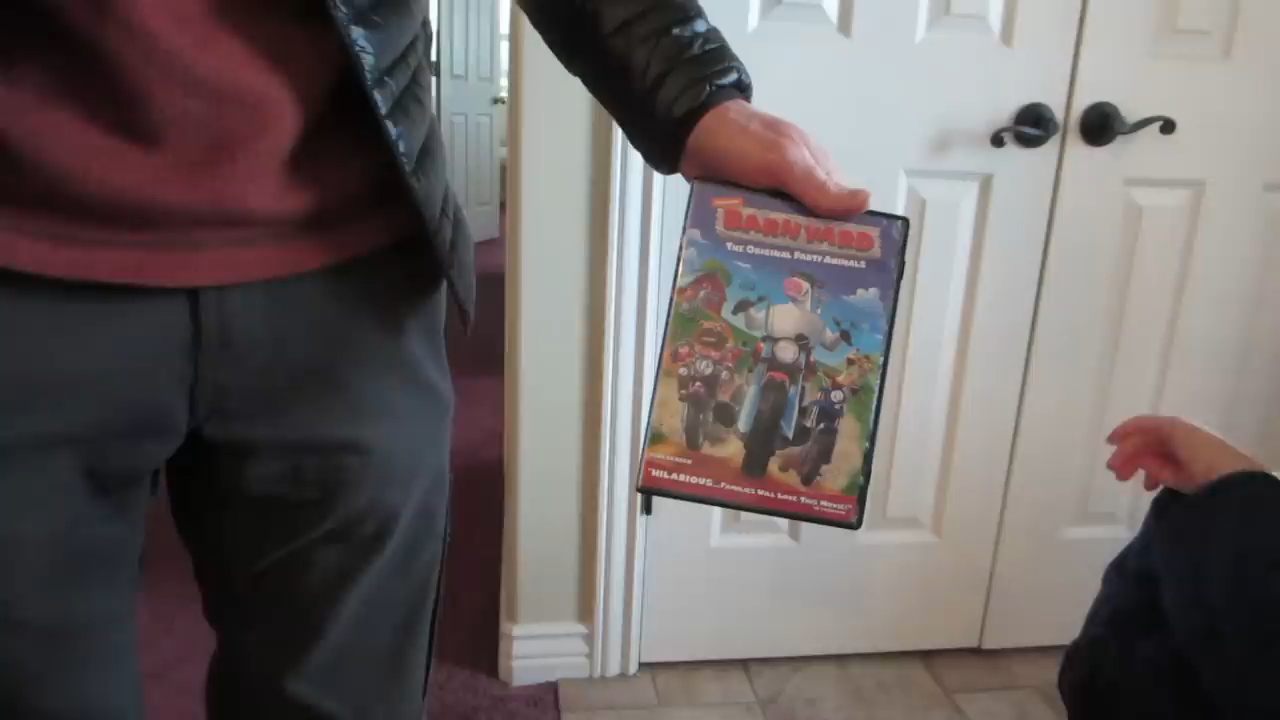 BARNYARD
THE ORIGINAL PARTY ANIMALS
"HILARIOUS...FAMILIES WILL LOVE THIS MOVIE!"